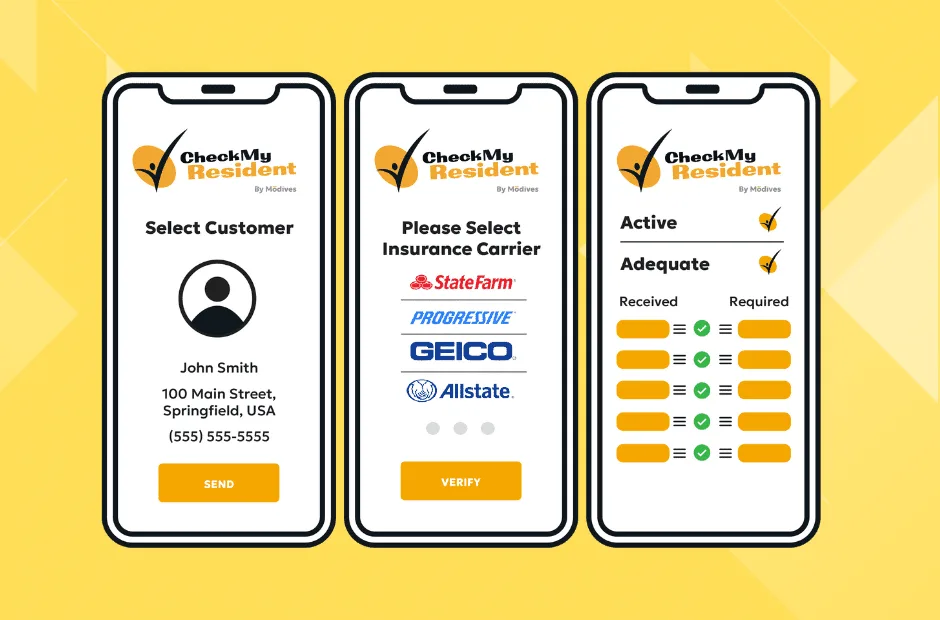 CheckMy
Resident
By Mödives
Select Customer
John Smith
100 Main Street,
Springfield, USA
(555) 555-5555
SEND
CheckMy
Resident
By Mödives
Please Select
Insurance Carrier
StateFarm
PROGRESSIVE
GEICO
Allstate
VERIFY
CheckMy
Resident
By Mödives
Active
Adequate
Received Required